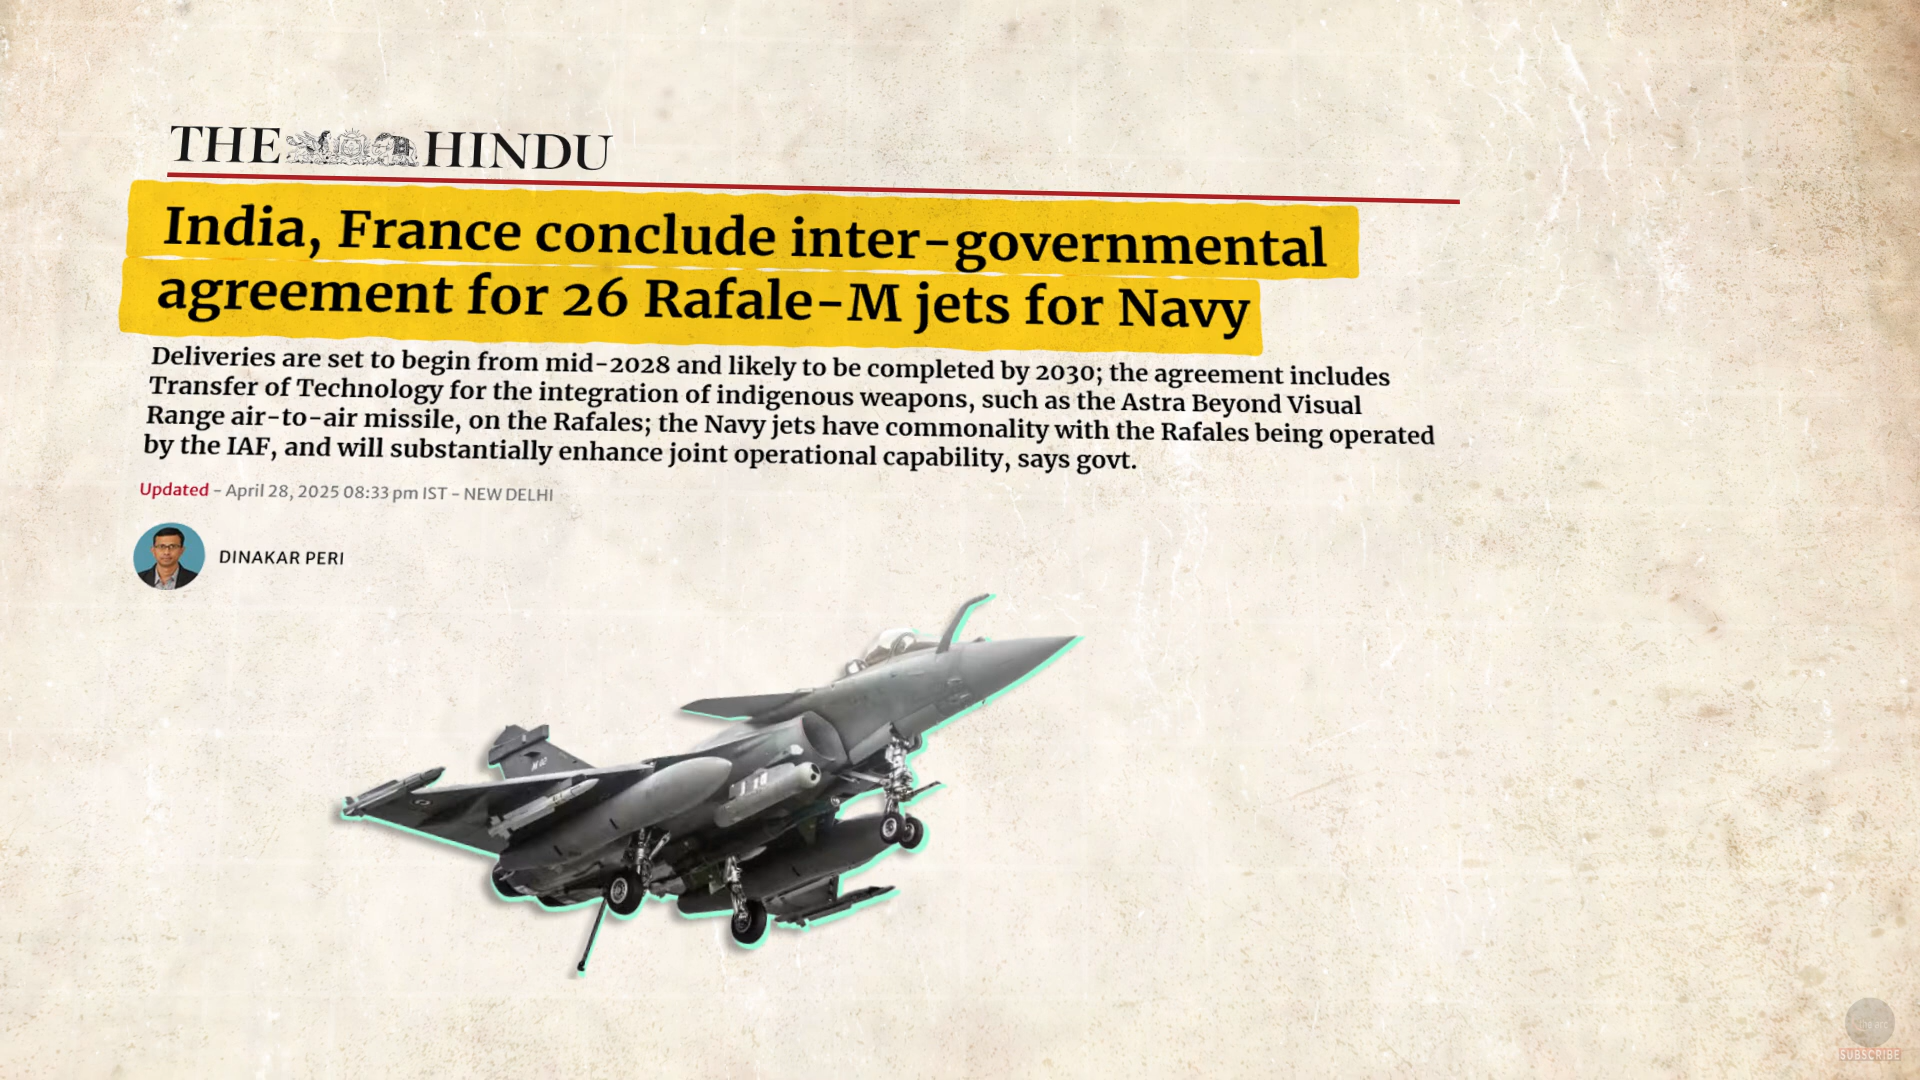 THE HINDU
India, France conclude inter-governmental
agreement for 26 Rafale-M jets for Navy
Deliveries are set to begin from mid-2028 and likely to be completed by 2030; the agreement includes
Transfer of Technology for the integration of indigenous weapons, such as the Astra Beyond Visual
Range air-to-air missile, on the Rafales; the Navy jets have commonality with the Rafales being operated
by the IAF, and will substantially enhance joint operational capability, says govt.
Updated - April 28, 2025 08:33 pm IST - NEW DELHI
DINAKAR PERI
SUBSCRIBE